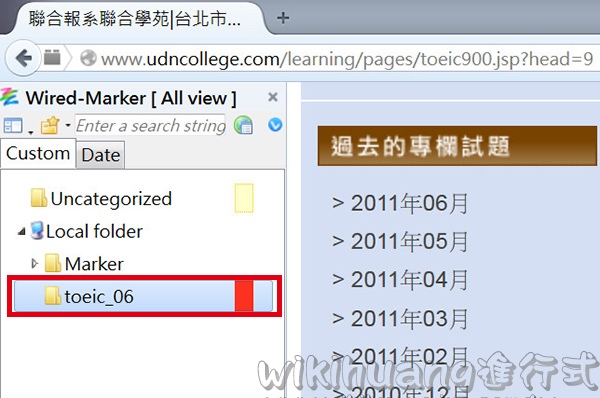 聯合報系聯合學苑|台北市...
www.udncollege.com/learning/pages/toeic900.jsp?head=9
Wired-Marker [ All view ]
Enter a search string
Custom
Date
Uncategorized
Local folder
Marker
toeic_06
過去的專欄試題
> 2011年06月
> 2011年05月
> 2011年04月
> 2011年03月
> 2011年02月
> 2010年12月
wikihuang進行式